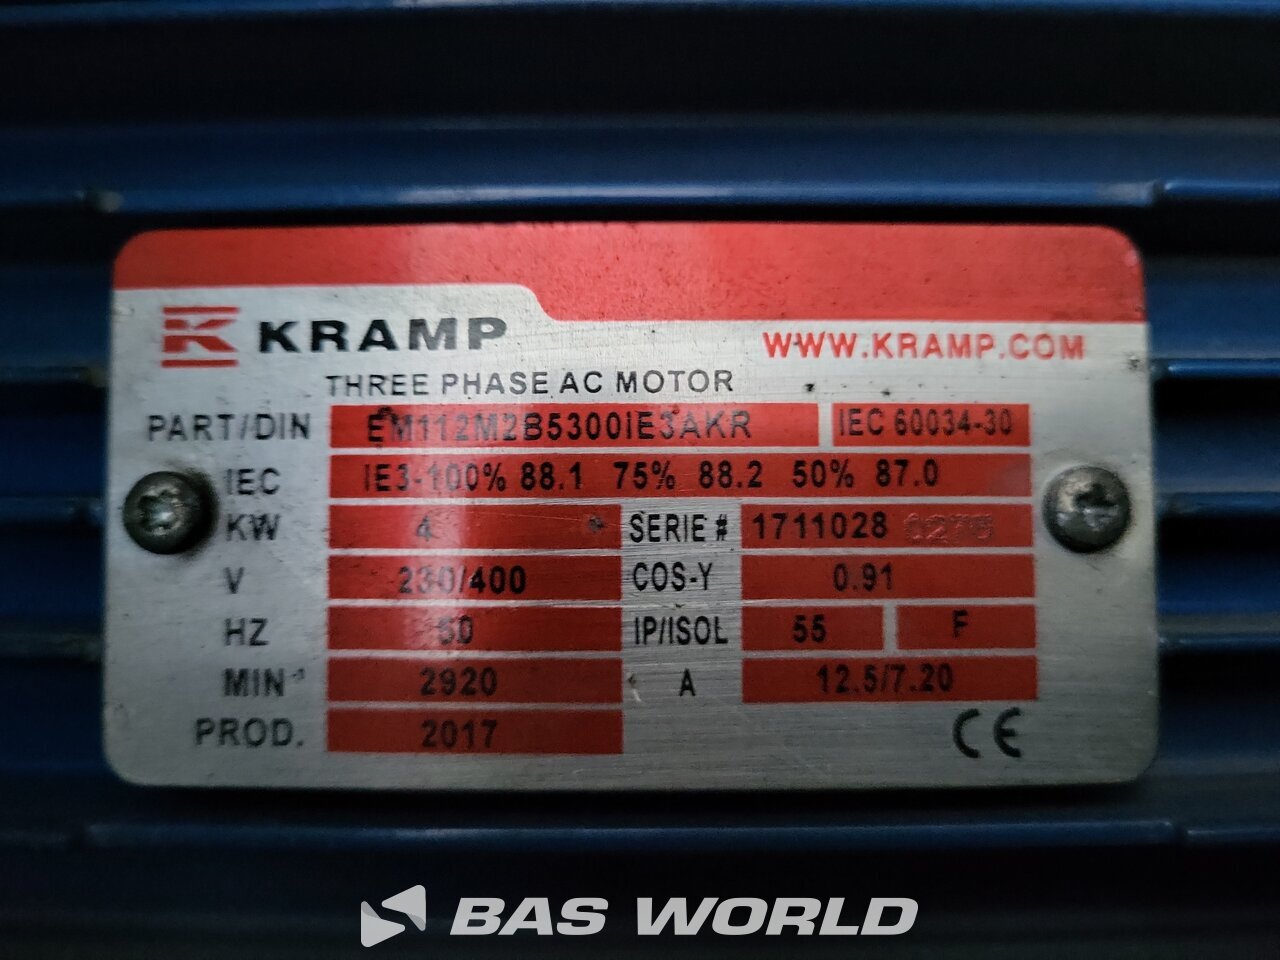 KRAMP
WWW.KRAMP.COM
THREE PHASE AC MOTOR
PART/DIN EM112M2B5300IE3AKR IEC 60034-30
IEC IE3-100% 88.1 75% 88.2 50% 87.0
KW 4 SERIE # 1711028
V 230/400 COS-Y 0.91
HZ 50 IP/ISOL 55 F
MIN⁻¹ 2920 A 12.5/7.20
PROD. 2017
CE
BAS WORLD